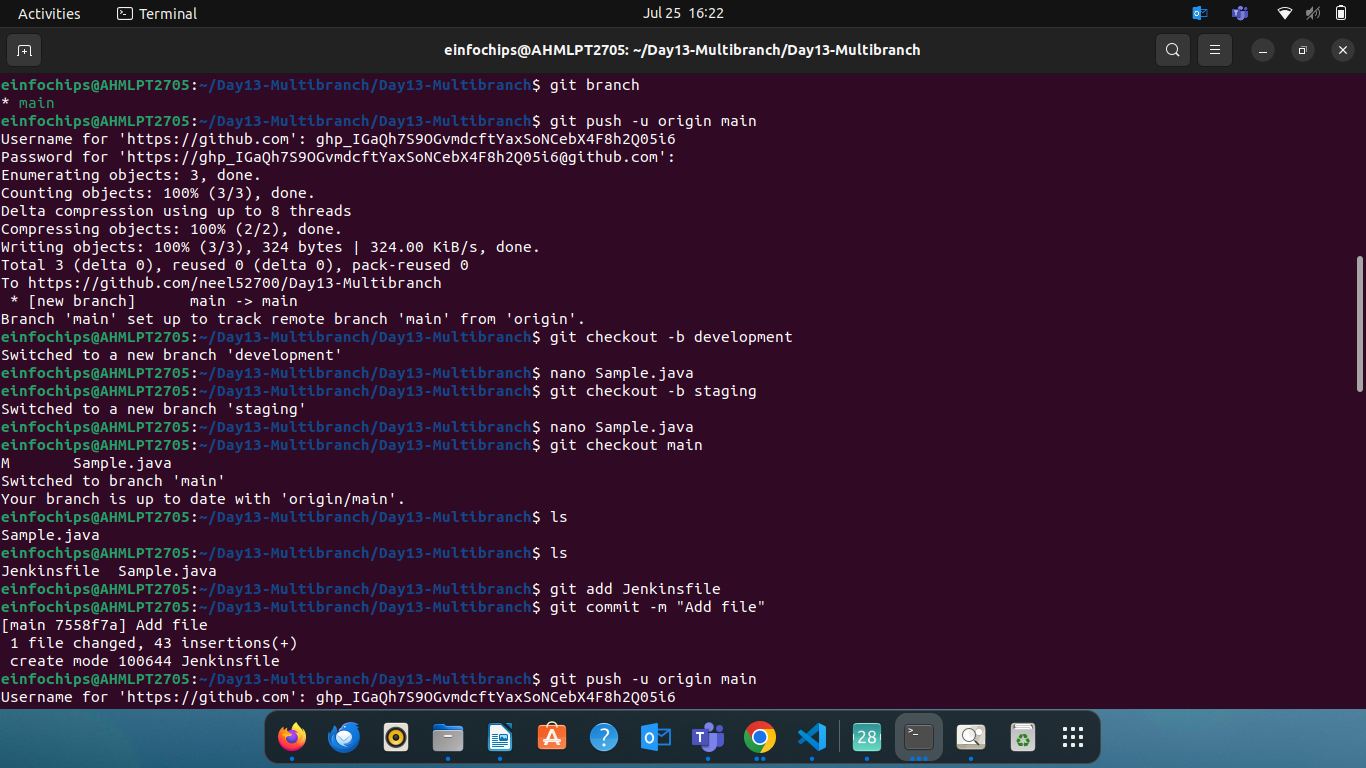 Activities
Terminal
Jul 25 16:22
einfochips@AHMLPT2705: ~/Day13-Multibranch/Day13-Multibranch
einfochips@AHMLPT2705:~/Day13-Multibranch/Day13-Multibranch$ git branch
* main
einfochips@AHMLPT2705:~/Day13-Multibranch/Day13-Multibranch$ git push -u origin main
Username for 'https://github.com': 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
Password for 'https://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@github.com':
Enumerating objects: 3, done.
Counting objects: 100% (3/3), done.
Delta compression using up to 8 threads
Compressing objects: 100% (2/2), done.
Writing objects: 100% (3/3), 324 bytes | 324.00 KiB/s, done.
Total 3 (delta 0), reused 0 (delta 0), pack-reused 0
To https://github.com/neel52700/Day13-Multibranch
 * [new branch]      main -> main
Branch 'main' set up to track remote branch 'main' from 'origin'.
einfochips@AHMLPT2705:~/Day13-Multibranch/Day13-Multibranch$ git checkout -b development
Switched to a new branch 'development'
einfochips@AHMLPT2705:~/Day13-Multibranch/Day13-Multibranch$ nano Sample.java
einfochips@AHMLPT2705:~/Day13-Multibranch/Day13-Multibranch$ git checkout -b staging
Switched to a new branch 'staging'
einfochips@AHMLPT2705:~/Day13-Multibranch/Day13-Multibranch$ nano Sample.java
einfochips@AHMLPT2705:~/Day13-Multibranch/Day13-Multibranch$ git checkout main
M       Sample.java
Switched to branch 'main'
Your branch is up to date with 'origin/main'.
einfochips@AHMLPT2705:~/Day13-Multibranch/Day13-Multibranch$ ls
Sample.java
einfochips@AHMLPT2705:~/Day13-Multibranch/Day13-Multibranch$ ls
Jenkinsfile  Sample.java
einfochips@AHMLPT2705:~/Day13-Multibranch/Day13-Multibranch$ git add Jenkinsfile
einfochips@AHMLPT2705:~/Day13-Multibranch/Day13-Multibranch$ git commit -m "Add file"
[main 7558f7a] Add file
 1 file changed, 43 insertions(+)
 create mode 100644 Jenkinsfile
einfochips@AHMLPT2705:~/Day13-Multibranch/Day13-Multibranch$ git push -u origin main
Username for 'https://github.com': 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
28